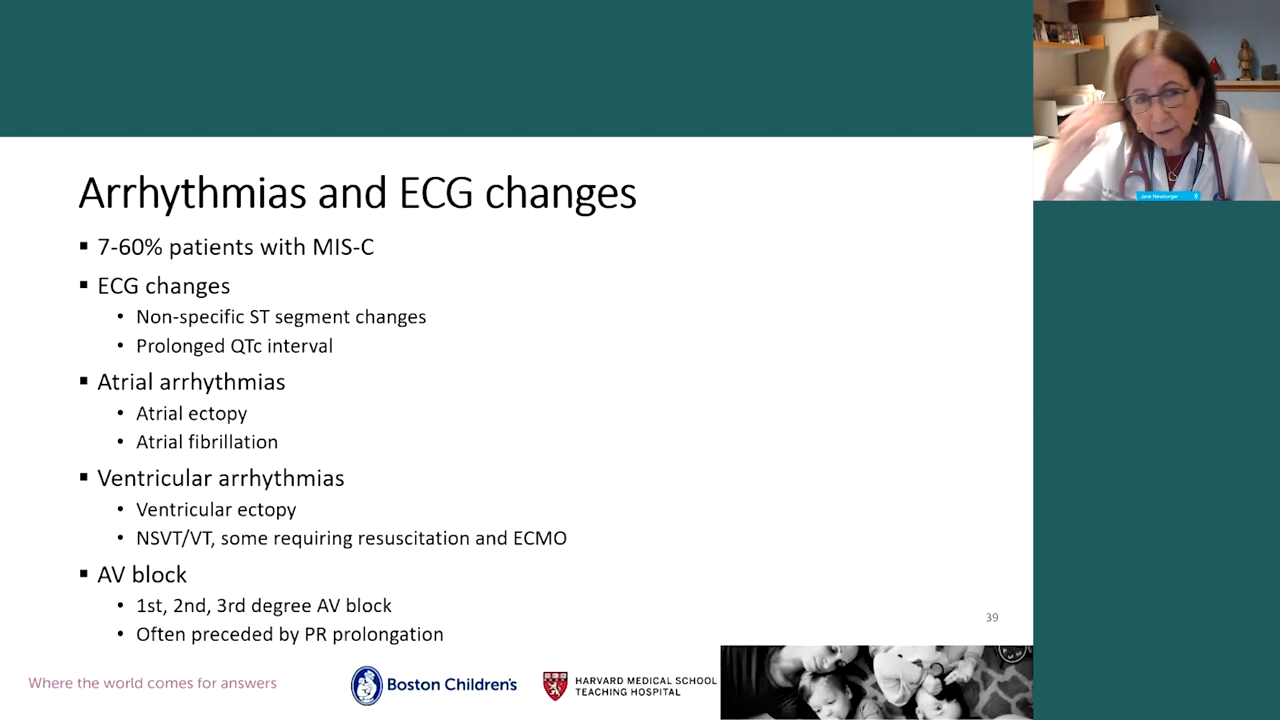 Jane Newburger
Arrhythmias and ECG changes
▪ 7-60% patients with MIS-C
▪ ECG changes
• Non-specific ST segment changes
• Prolonged QTc interval
▪ Atrial arrhythmias
• Atrial ectopy
• Atrial fibrillation
▪ Ventricular arrhythmias
• Ventricular ectopy
• NSVT/VT, some requiring resuscitation and ECMO
▪ AV block
• 1st, 2nd, 3rd degree AV block
• Often preceded by PR prolongation
39
Where the world comes for answers
Boston Children's
HARVARD MEDICAL SCHOOL
TEACHING HOSPITAL